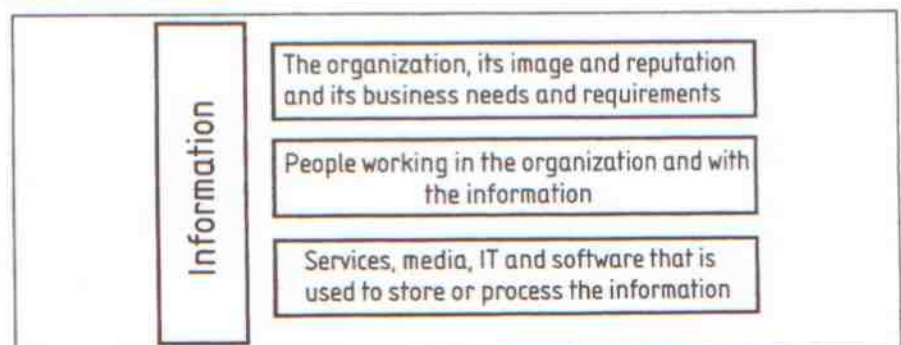 Information
The organization, its image and reputation
and its business needs and requirements
People working in the organization and with
the information
Services, media, IT and software that is
used to store or process the information